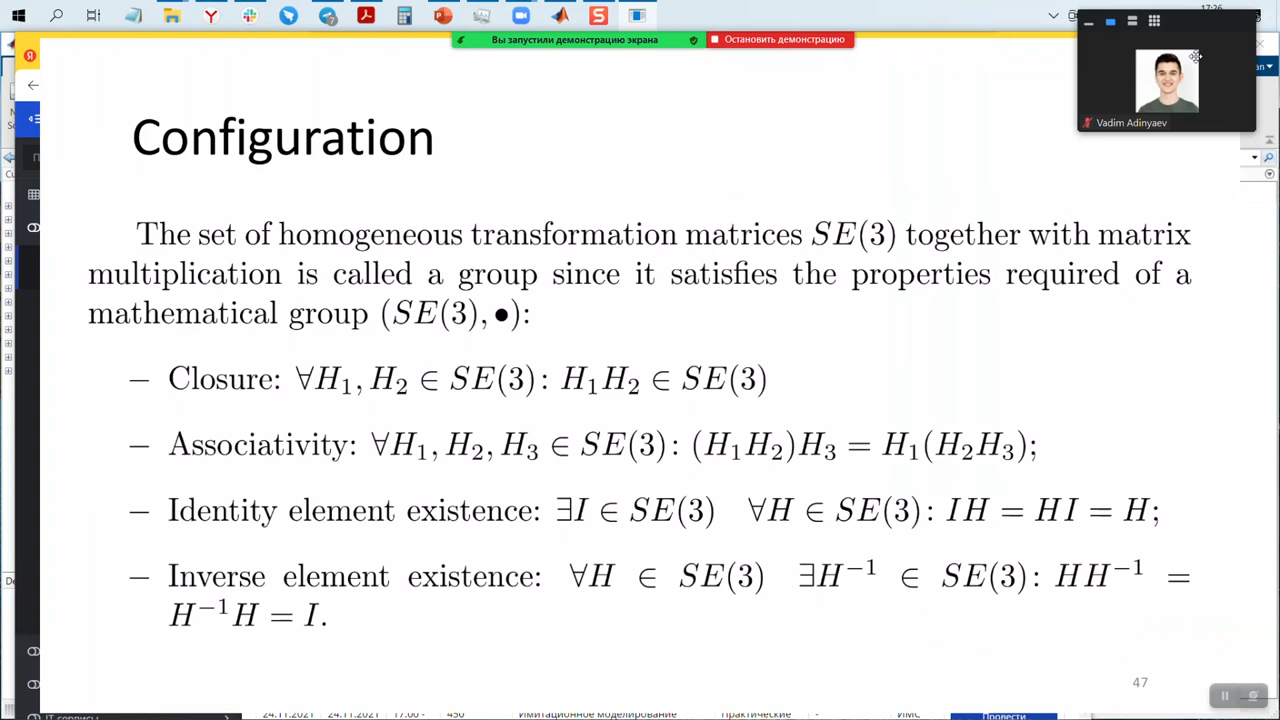 17:26
Вы запустили демонстрацию экрана
Остановить демонстрацию
Vadim Adinyaev
Configuration
The set of homogeneous transformation matrices SE(3) together with matrix
multiplication is called a group since it satisfies the properties required of a
mathematical group (SE(3), •):
– Closure: ∀H₁, H₂ ∈ SE(3): H₁H₂ ∈ SE(3)
– Associativity: ∀H₁, H₂, H₃ ∈ SE(3): (H₁H₂)H₃ = H₁(H₂H₃);
– Identity element existence: ∃I ∈ SE(3) ∀H ∈ SE(3): IH = HI = H;
– Inverse element existence: ∀H ∈ SE(3) ∃H⁻¹ ∈ SE(3): HH⁻¹ =
H⁻¹H = I.
47
IT сервисы 24.11.2021 24.11.2021 17:00 - 450 Имитационное моделирование Практические - ИМС Провести